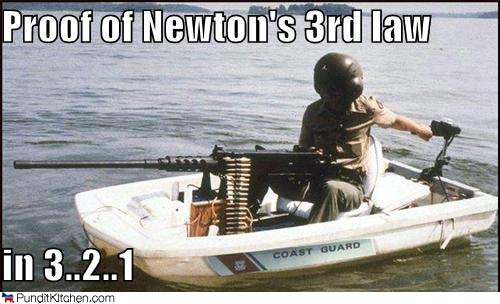 Proof of Newton's 3rd law
COAST GUARD
in 3..2..1
PunditKitchen.com